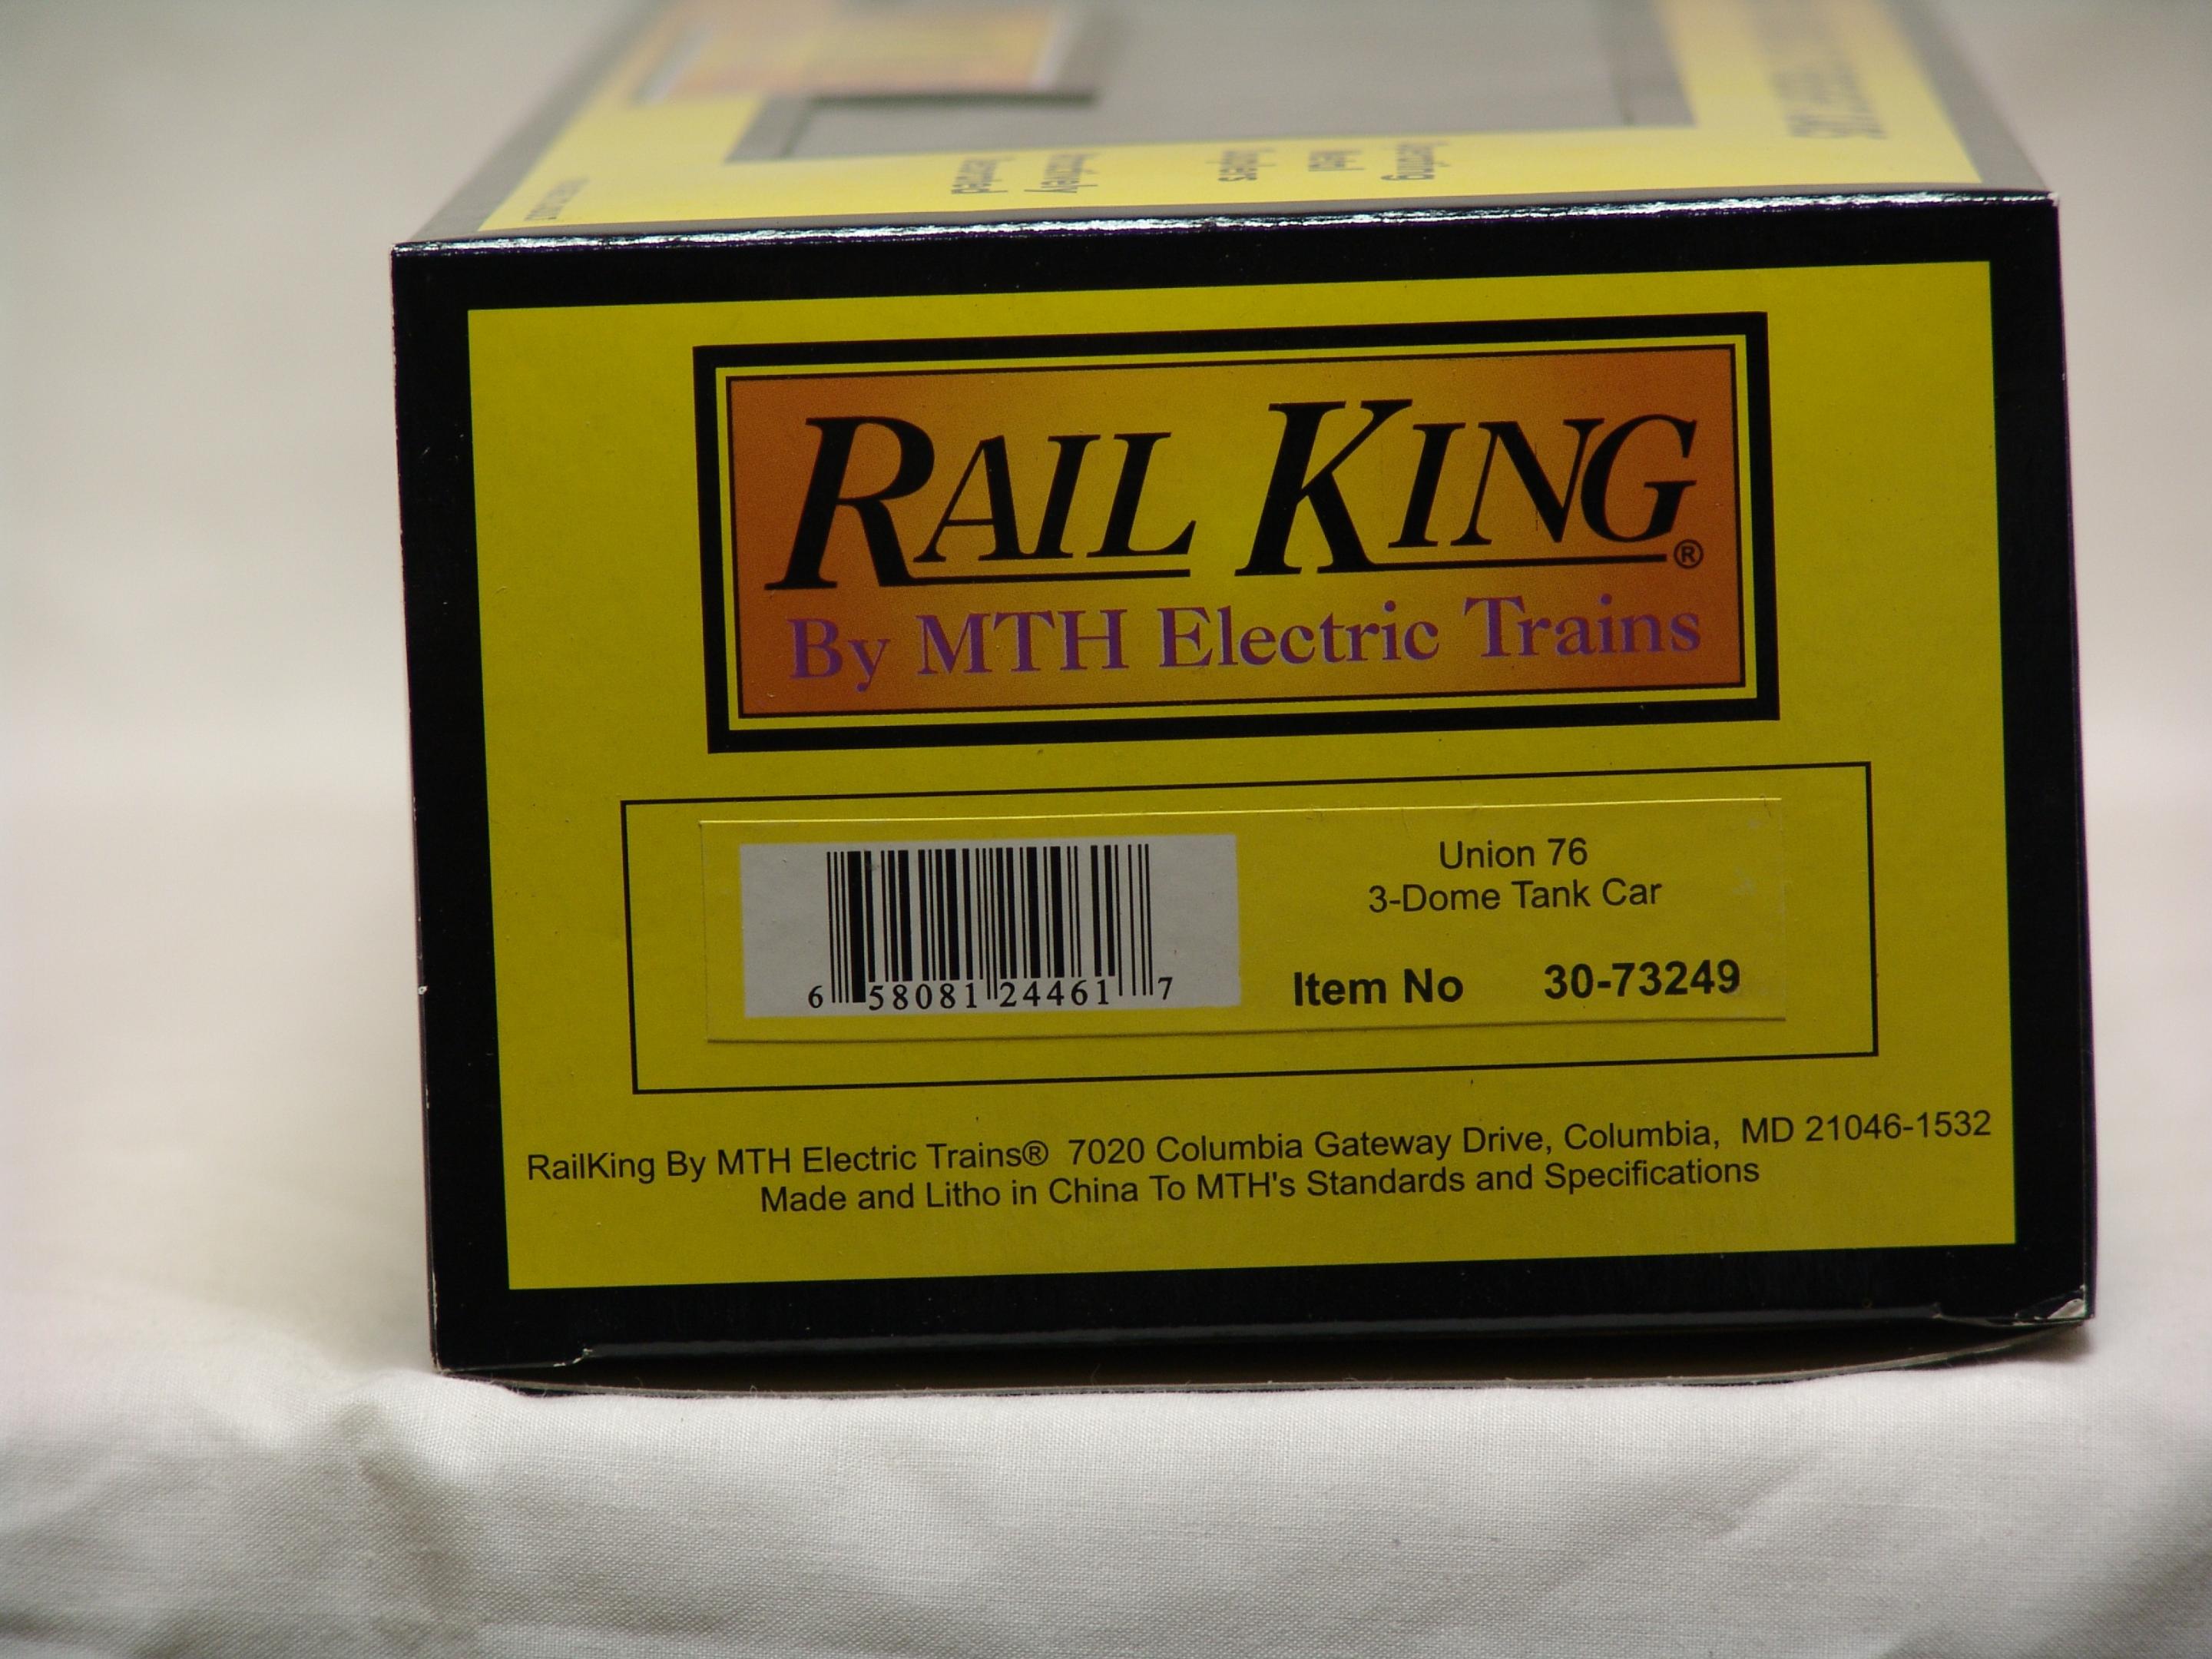 RAIL KING®
By MTH Electric Trains
Union 76
3-Dome Tank Car
Item No 30-73249
6 58081 24461 7
RailKing By MTH Electric Trains® 7020 Columbia Gateway Drive, Columbia, MD 21046-1532
Made and Litho in China To MTH's Standards and Specifications